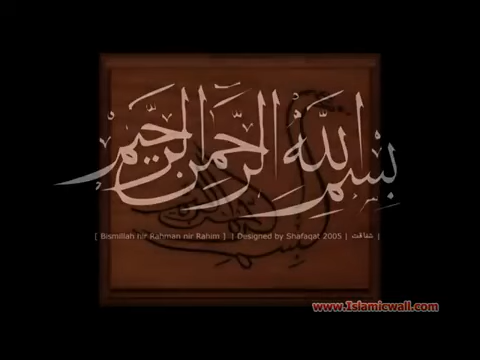 بسم الله الرحمن الرحيم
[ Bismillah nir Rahman nir Rahim ] | Designed by Shafaqat 2005 | شفاقت |
www.Islamicwall.com